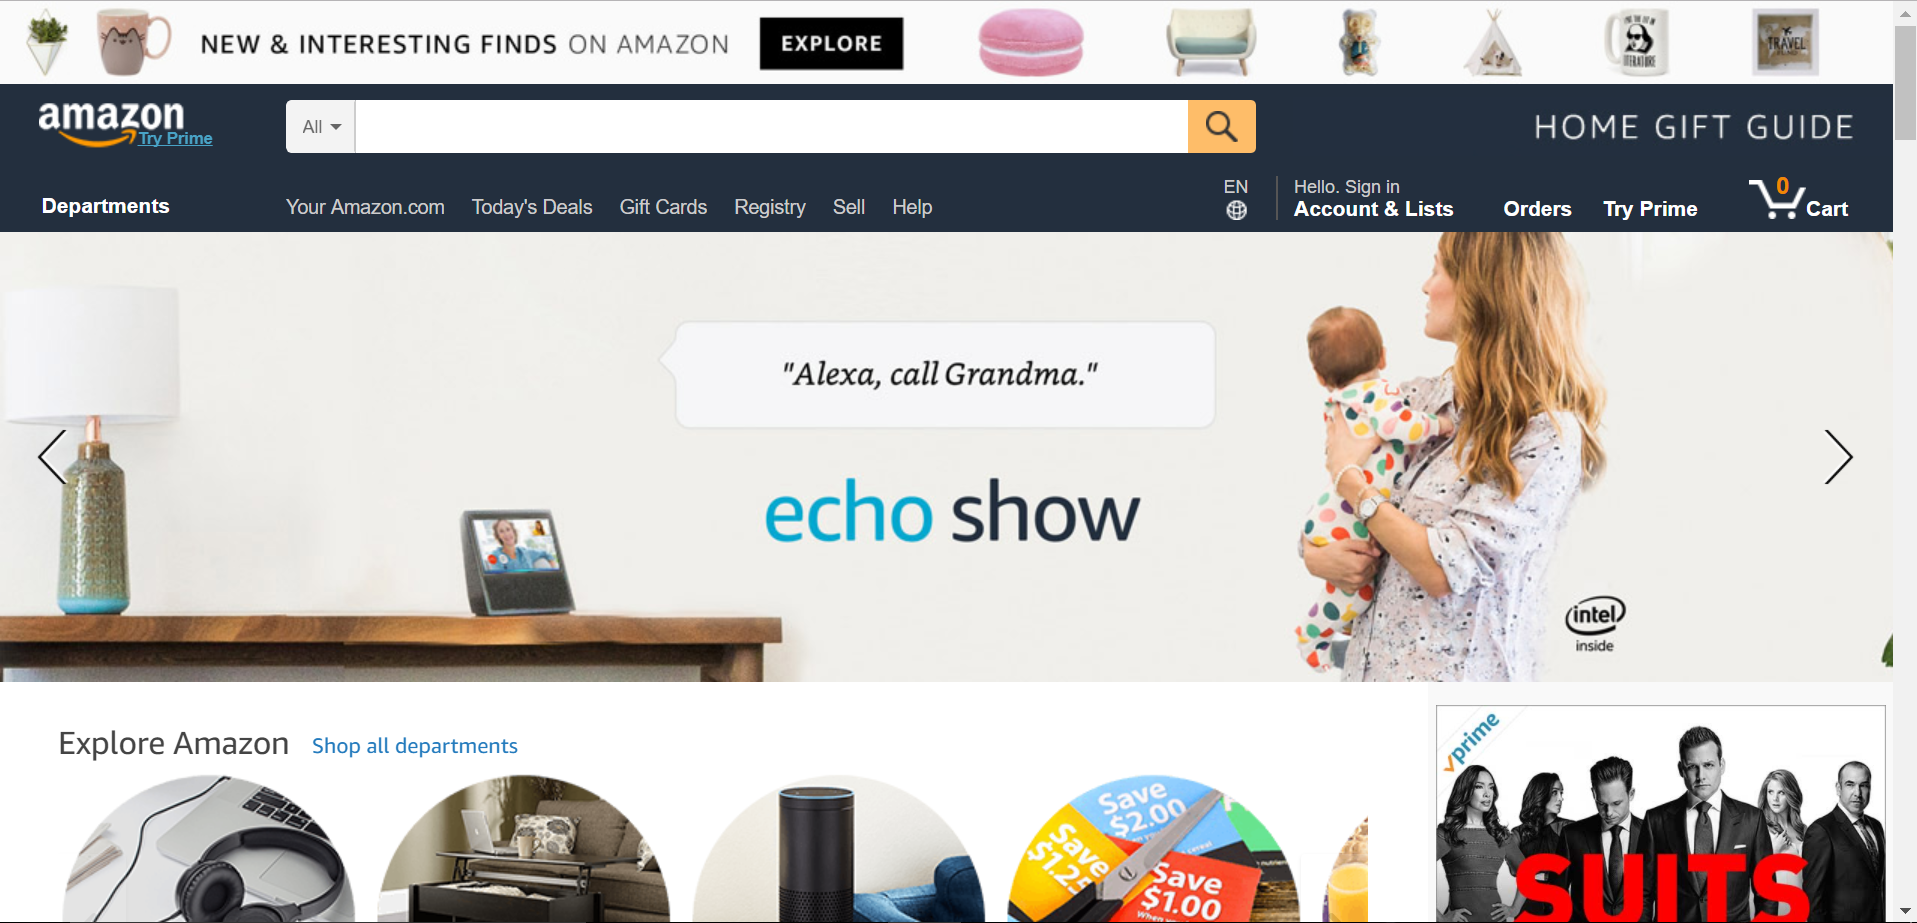 NEW & INTERESTING FINDS ON AMAZON
EXPLORE
TRAVEL
LITERATURE
amazon
Try Prime
All
HOME GIFT GUIDE
Departments
Your Amazon.com
Today's Deals
Gift Cards
Registry
Sell
Help
EN
Hello. Sign in
Account & Lists
Orders
Try Prime
0
Cart
"Alexa, call Grandma."
echo show
intel
inside
Explore Amazon
Shop all departments
prime
SUITS
Save
$2.00
Save
$1.25
Save
$1.00